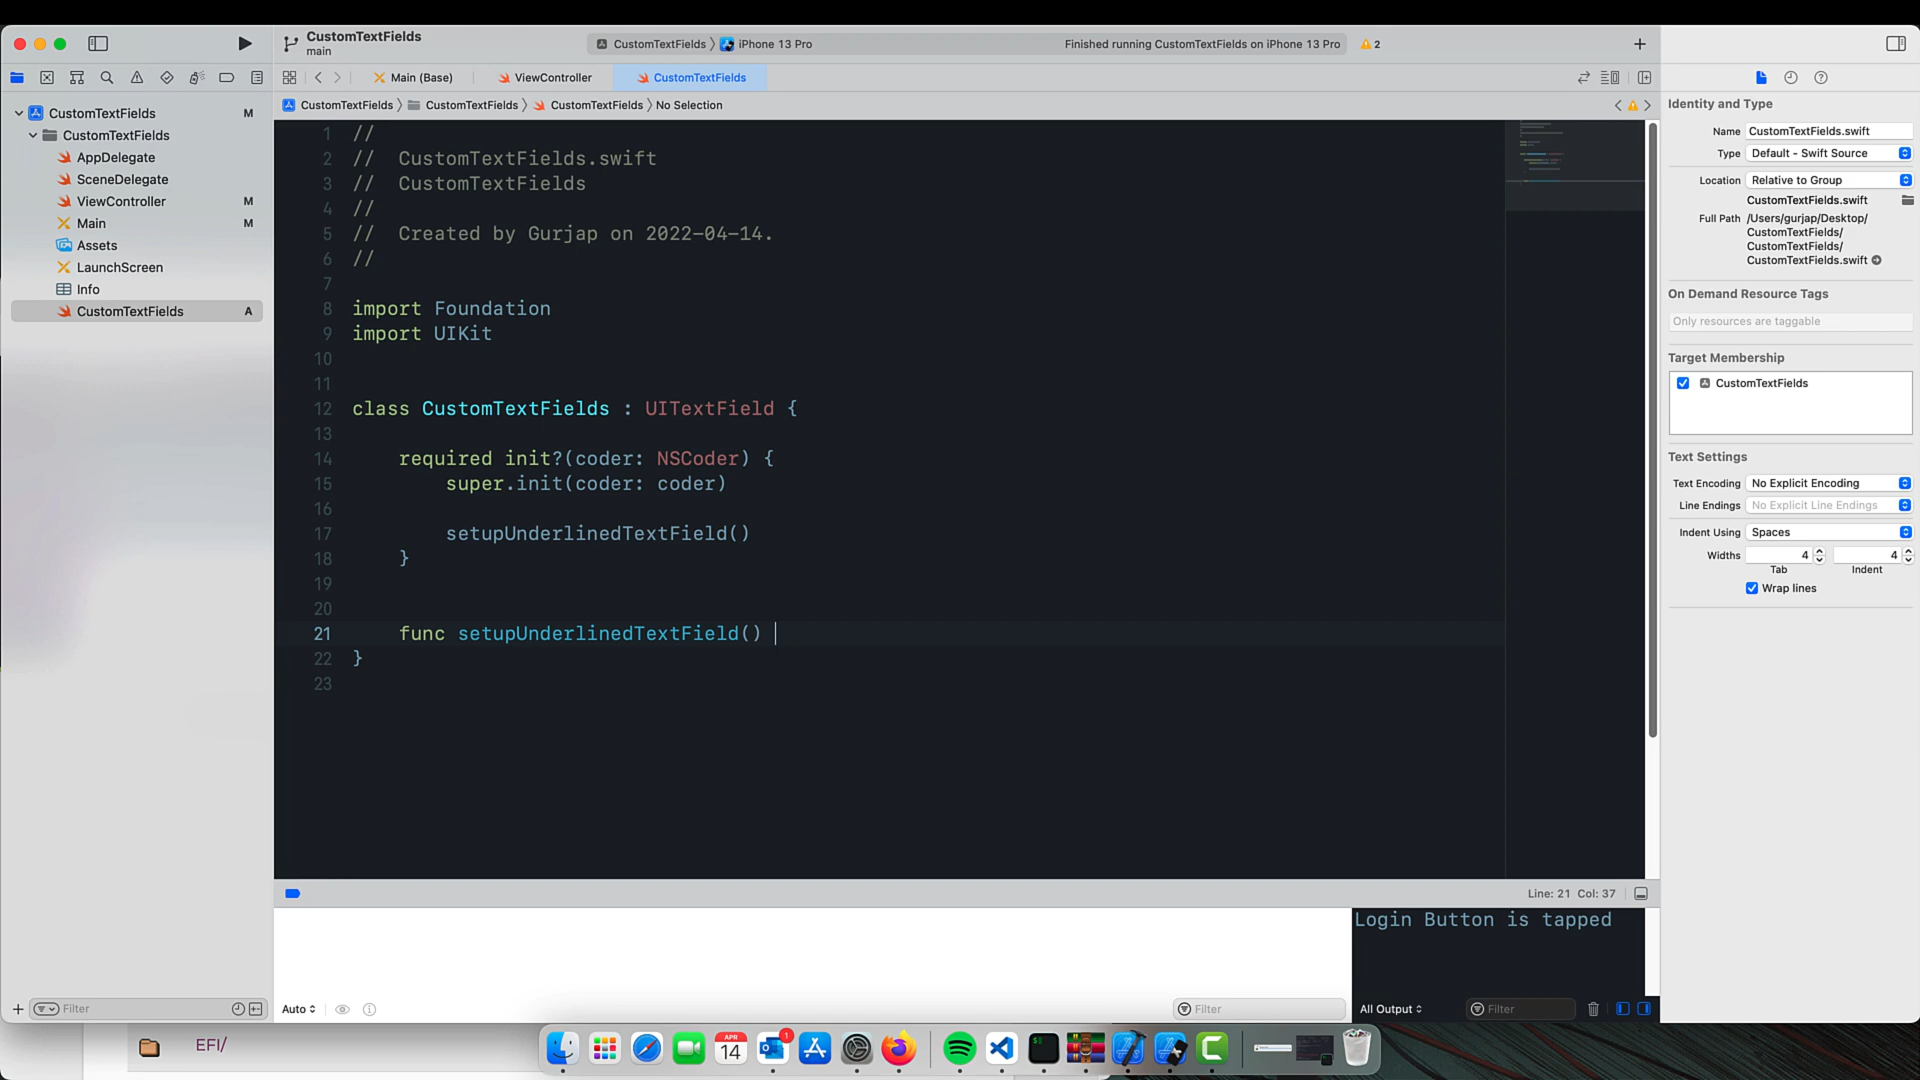 CustomTextFields
main
CustomTextFields
iPhone 13 Pro
Finished running CustomTextFields on iPhone 13 Pro
2
Main (Base)
ViewController
CustomTextFields
CustomTextFields
CustomTextFields
CustomTextFields
No Selection
CustomTextFields M
CustomTextFields
AppDelegate
SceneDelegate
ViewController M
Main M
Assets
LaunchScreen
Info
CustomTextFields A
1 //
2 //  CustomTextFields.swift
3 //  CustomTextFields
4 //
5 //  Created by Gurjap on 2022-04-14.
6 //
7
8 import Foundation
9 import UIKit
10
11
12 class CustomTextFields : UITextField {
13
14     required init?(coder: NSCoder) {
15         super.init(coder: coder)
16
17         setupUnderlinedTextField()
18     }
19
20
21     func setupUnderlinedTextField()
22 }
23
Identity and Type
Name CustomTextFields.swift
Type Default - Swift Source
Location Relative to Group
CustomTextFields.swift
Full Path /Users/gurjap/Desktop/
CustomTextFields/
CustomTextFields/
CustomTextFields.swift
On Demand Resource Tags
Only resources are taggable
Target Membership
CustomTextFields
Text Settings
Text Encoding No Explicit Encoding
Line Endings No Explicit Line Endings
Indent Using Spaces
Widths 4 4
Tab Indent
Wrap lines
Line: 21 Col: 37
Login Button is tapped
Filter
Auto
Filter
All Output
Filter
EFI/
APR
14
1